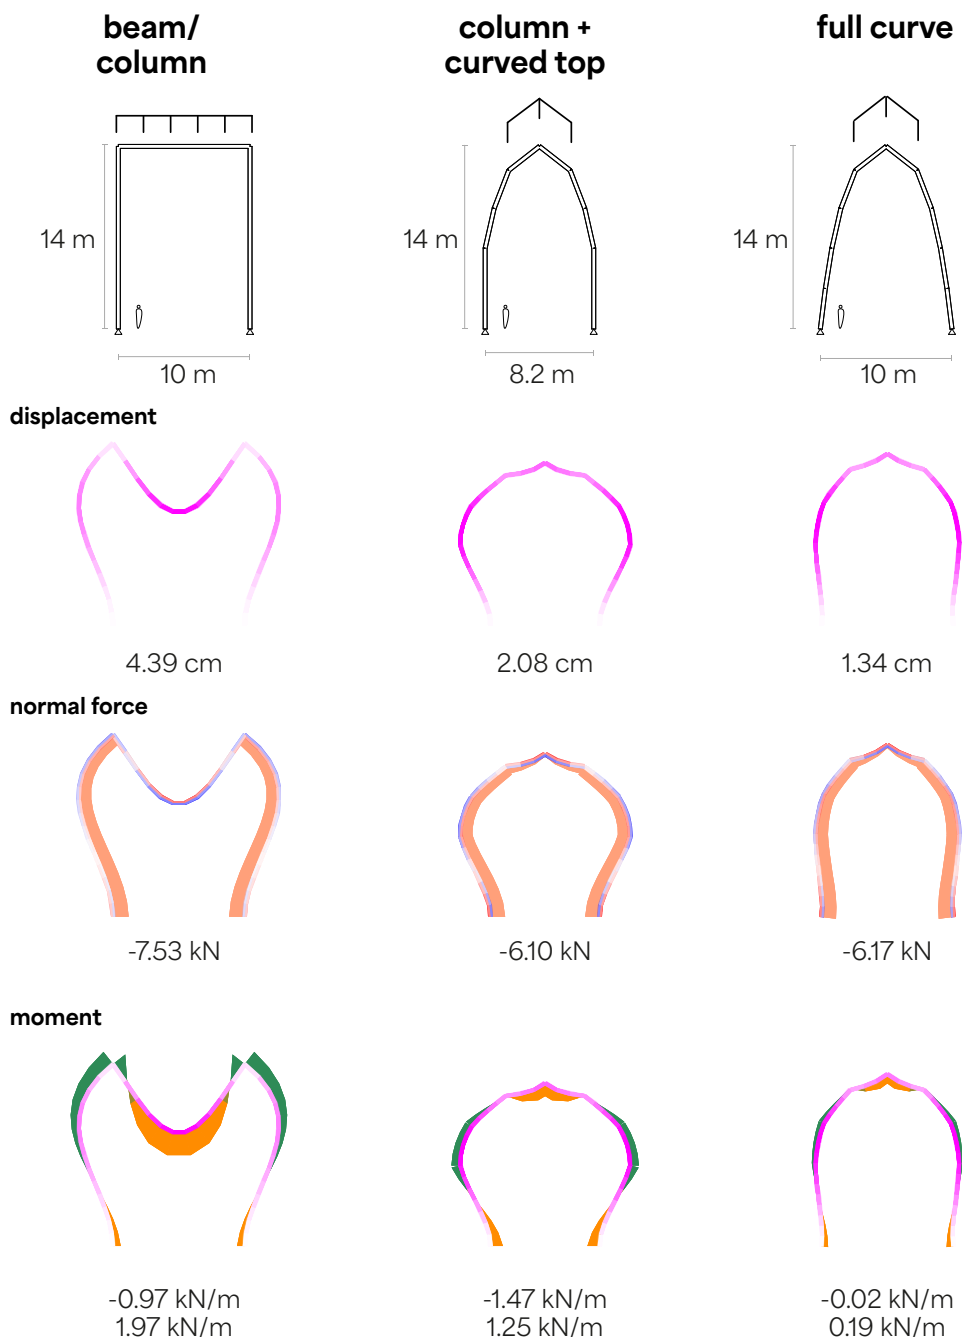 beam/
column
column +
curved top
full curve
14 m
14 m
14 m
10 m
8.2 m
10 m
displacement
4.39 cm
2.08 cm
1.34 cm
normal force
-7.53 kN
-6.10 kN
-6.17 kN
moment
-0.97 kN/m
1.97 kN/m
-1.47 kN/m
1.25 kN/m
-0.02 kN/m
0.19 kN/m